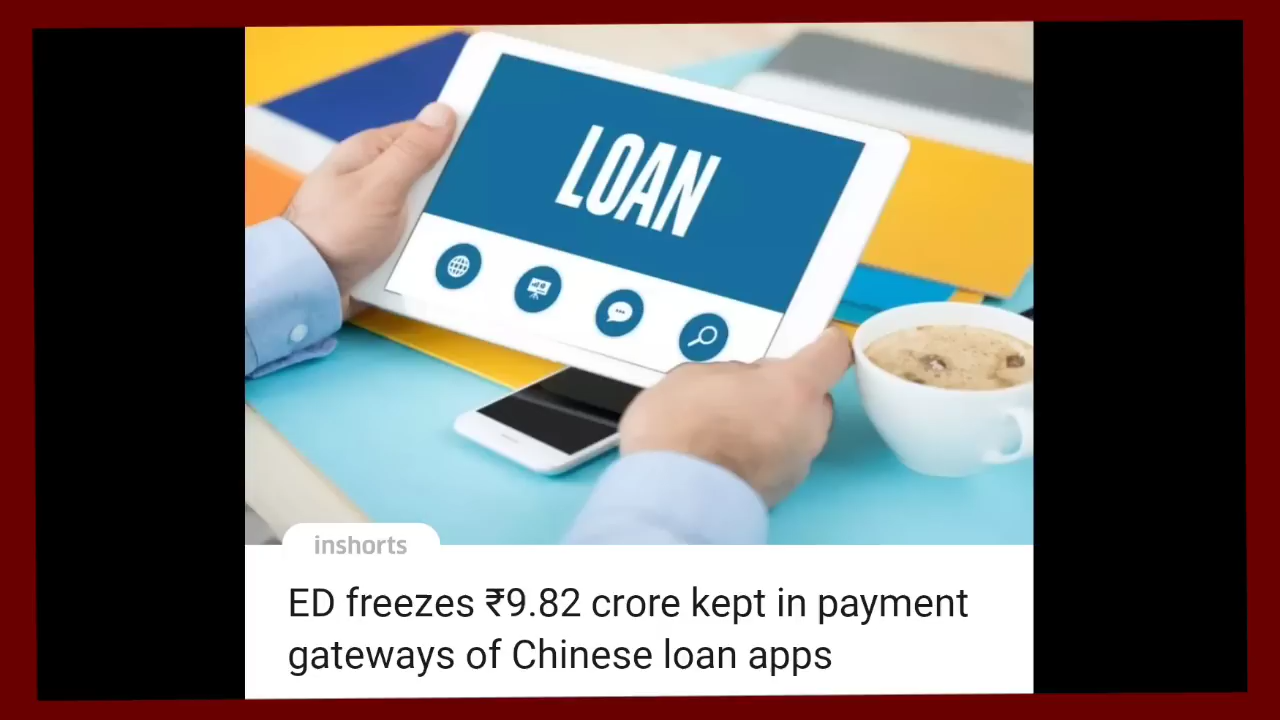 LOAN
inshorts
ED freezes ₹9.82 crore kept in payment
gateways of Chinese loan apps